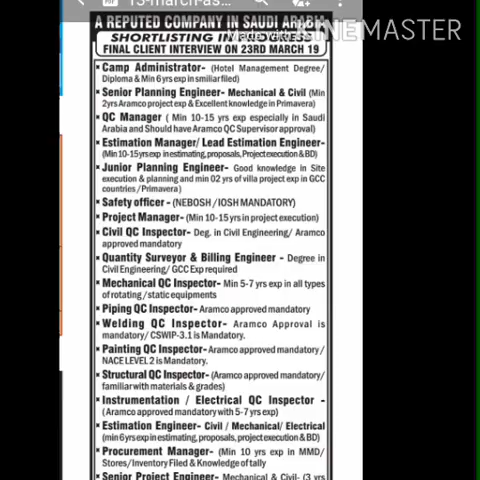 13-march-as...
A REPUTED COMPANY IN SAUDI ARABIA
Made with KINEMASTER
SHORTLISTING IN PROGRESS
FINAL CLIENT INTERVIEW ON 23RD MARCH 19
* Camp Administrator- (Hotel Management Degree/
Diploma & Min 6yrs exp in smiliar filed)
* Senior Planning Engineer- Mechanical & Civil (Min
2yrs Aramco project exp & Excellent knowledge in Primavera)
* QC Manager ( Min 10-15 yrs exp especially in Saudi
Arabia and Should have Aramco QC Supervisor approval)
* Estimation Manager/ Lead Estimation Engineer-
(Min 10-15 yrs exp in estimating, proposals, Project execution & BD)
* Junior Planning Engineer- Good knowledge in Site
execution & planning and min 02 yrs of villa project exp in GCC
countries / Primavera)
* Safety officer - (NEBOSH /IOSH MANDATORY)
* Project Manager- (Min 10-15 yrs in project execution)
* Civil QC Inspector- Deg. in Civil Engineering/ Aramco
approved mandatory
* Quantity Surveyor & Billing Engineer - Degree in
Civil Engineering/ GCC Exp required
* Mechanical QC Inspector- Min 5-7 yrs exp in all types
of rotating /static equipments
* Piping QC Inspector- Aramco approved mandatory
* Welding QC Inspector- Aramco Approval is
mandatory/ CSWIP-3.1 is Mandatory.
* Painting QC Inspector- Aramco approved mandatory /
NACE LEVEL 2 is Mandatory.
* Structural QC Inspector- (Aramco approved mandatory/
familiar with materials & grades)
* Instrumentation / Electrical QC Inspector -
(Aramco approved mandatory with 5-7 yrs exp)
* Estimation Engineer- Civil / Mechanical/ Electrical
(min 6 yrs exp in estimating, proposals, project execution & BD)
* Procurement Manager- (Min 10 yrs exp in MMD/
Stores/Inventory Filed & Knowledge of tally
* Senior Project Engineer- Mechanical & Civil- (3 yrs